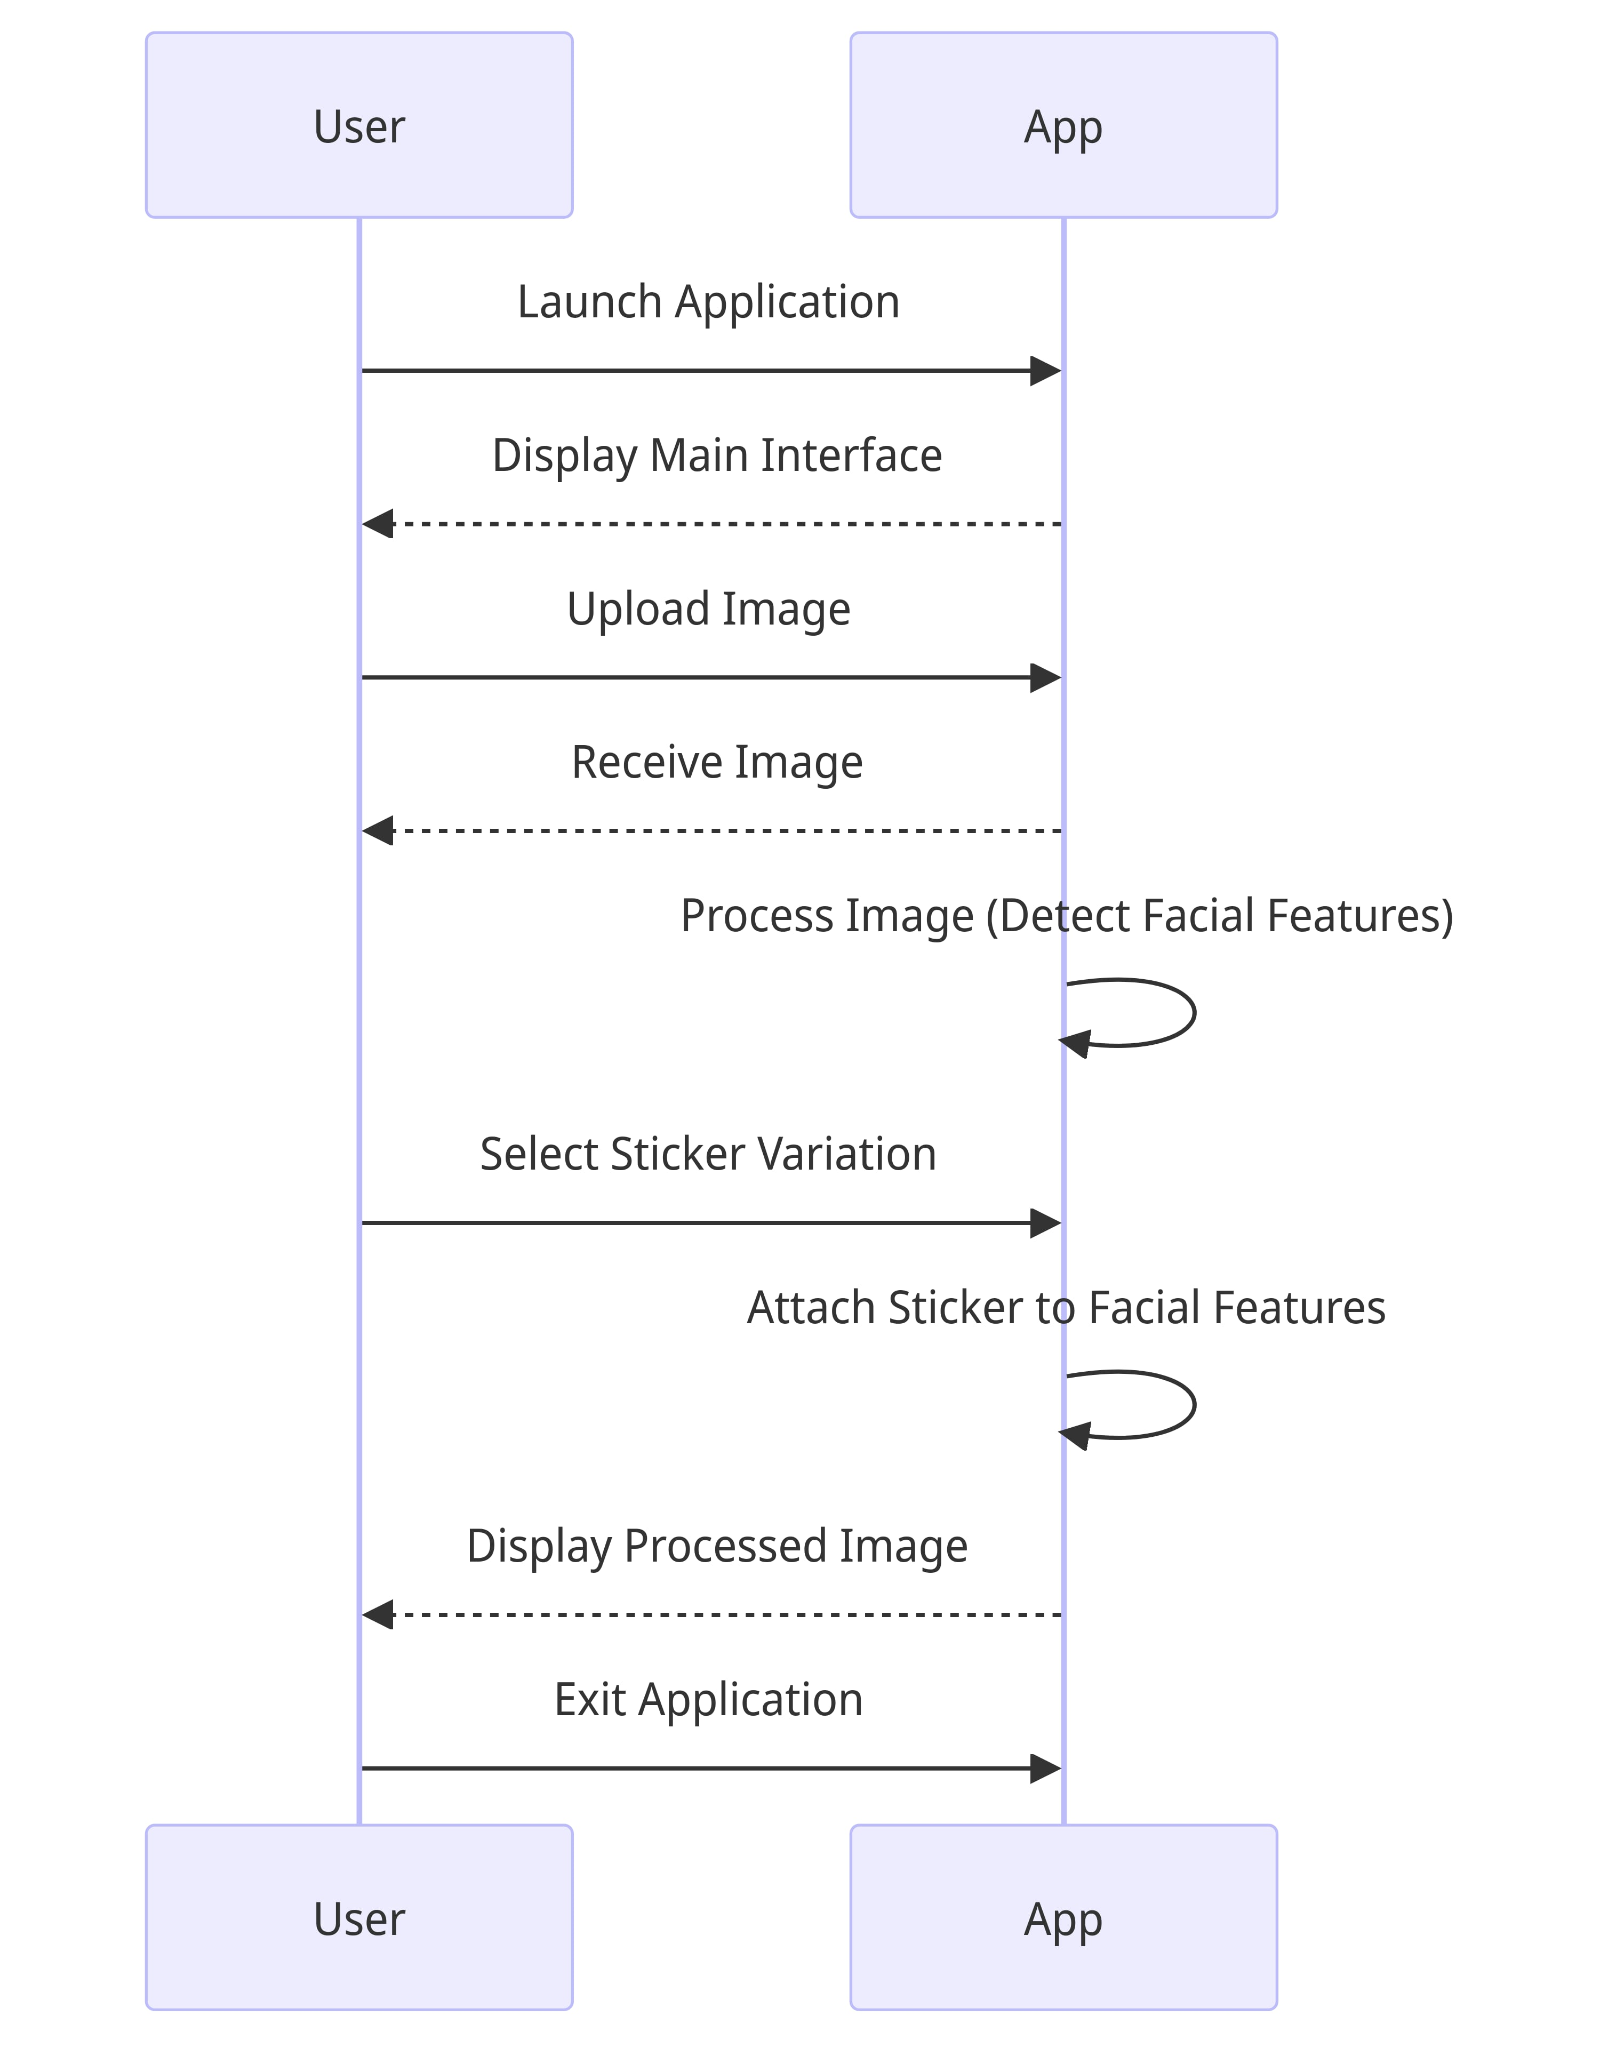 User
App
Launch Application
Display Main Interface
Upload Image
Receive Image
Process Image (Detect Facial Features)
Select Sticker Variation
Attach Sticker to Facial Features
Display Processed Image
Exit Application
User
App